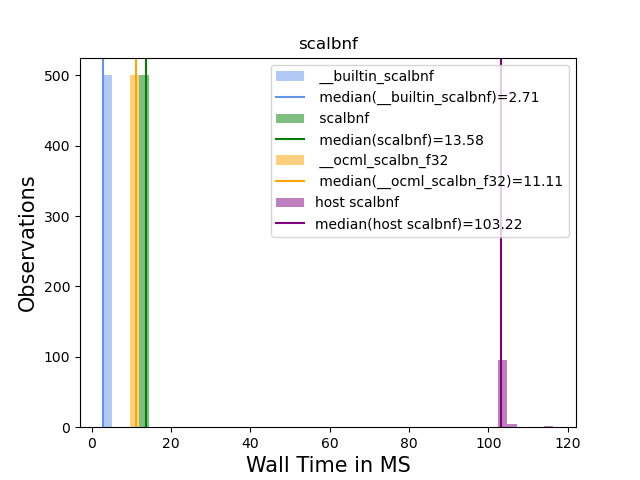 scalbnf
500
400
300
200
100
0
Observations
__builtin_scalbnf
median(__builtin_scalbnf)=2.71
scalbnf
median(scalbnf)=13.58
__ocml_scalbn_f32
median(__ocml_scalbn_f32)=11.11
host scalbnf
median(host scalbnf)=103.22
0 20 40 60 80 100 120
Wall Time in MS